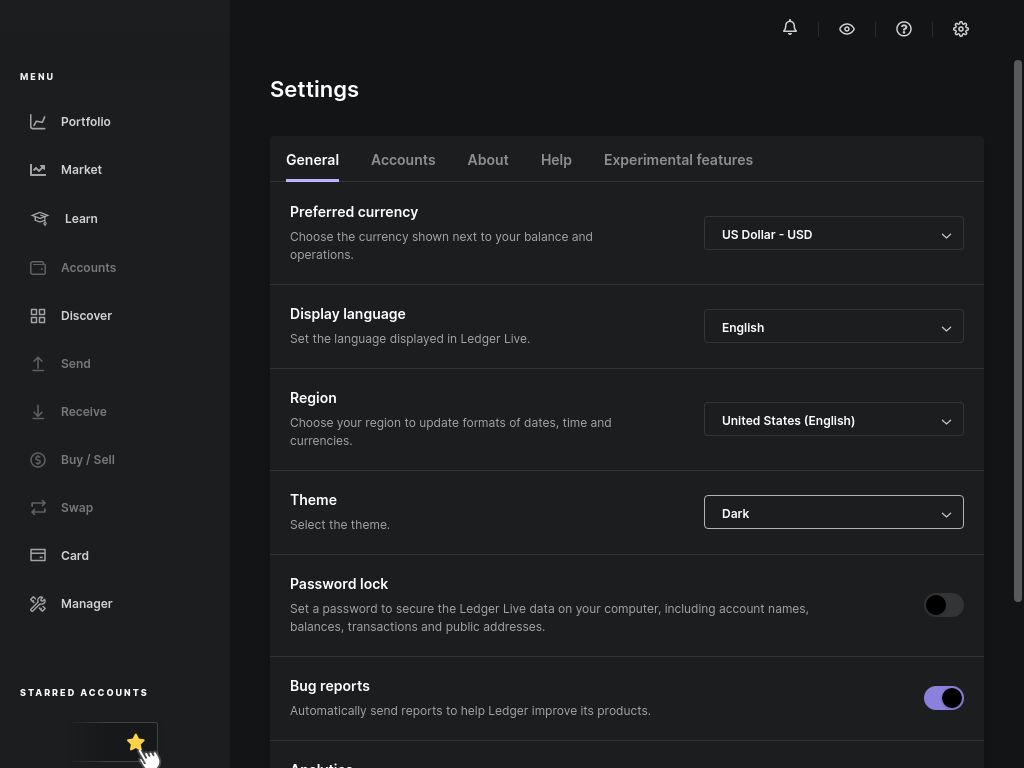 MENU
Portfolio
Market
Learn
Accounts
Discover
Send
Receive
Buy / Sell
Swap
Card
Manager
STARRED ACCOUNTS
Settings
General Accounts About Help Experimental features
Preferred currency
Choose the currency shown next to your balance and
operations.
US Dollar - USD
Display language
Set the language displayed in Ledger Live.
English
Region
Choose your region to update formats of dates, time and
currencies.
United States (English)
Theme
Select the theme.
Dark
Password lock
Set a password to secure the Ledger Live data on your computer, including account names,
balances, transactions and public addresses.
Bug reports
Automatically send reports to help Ledger improve its products.
Analytics